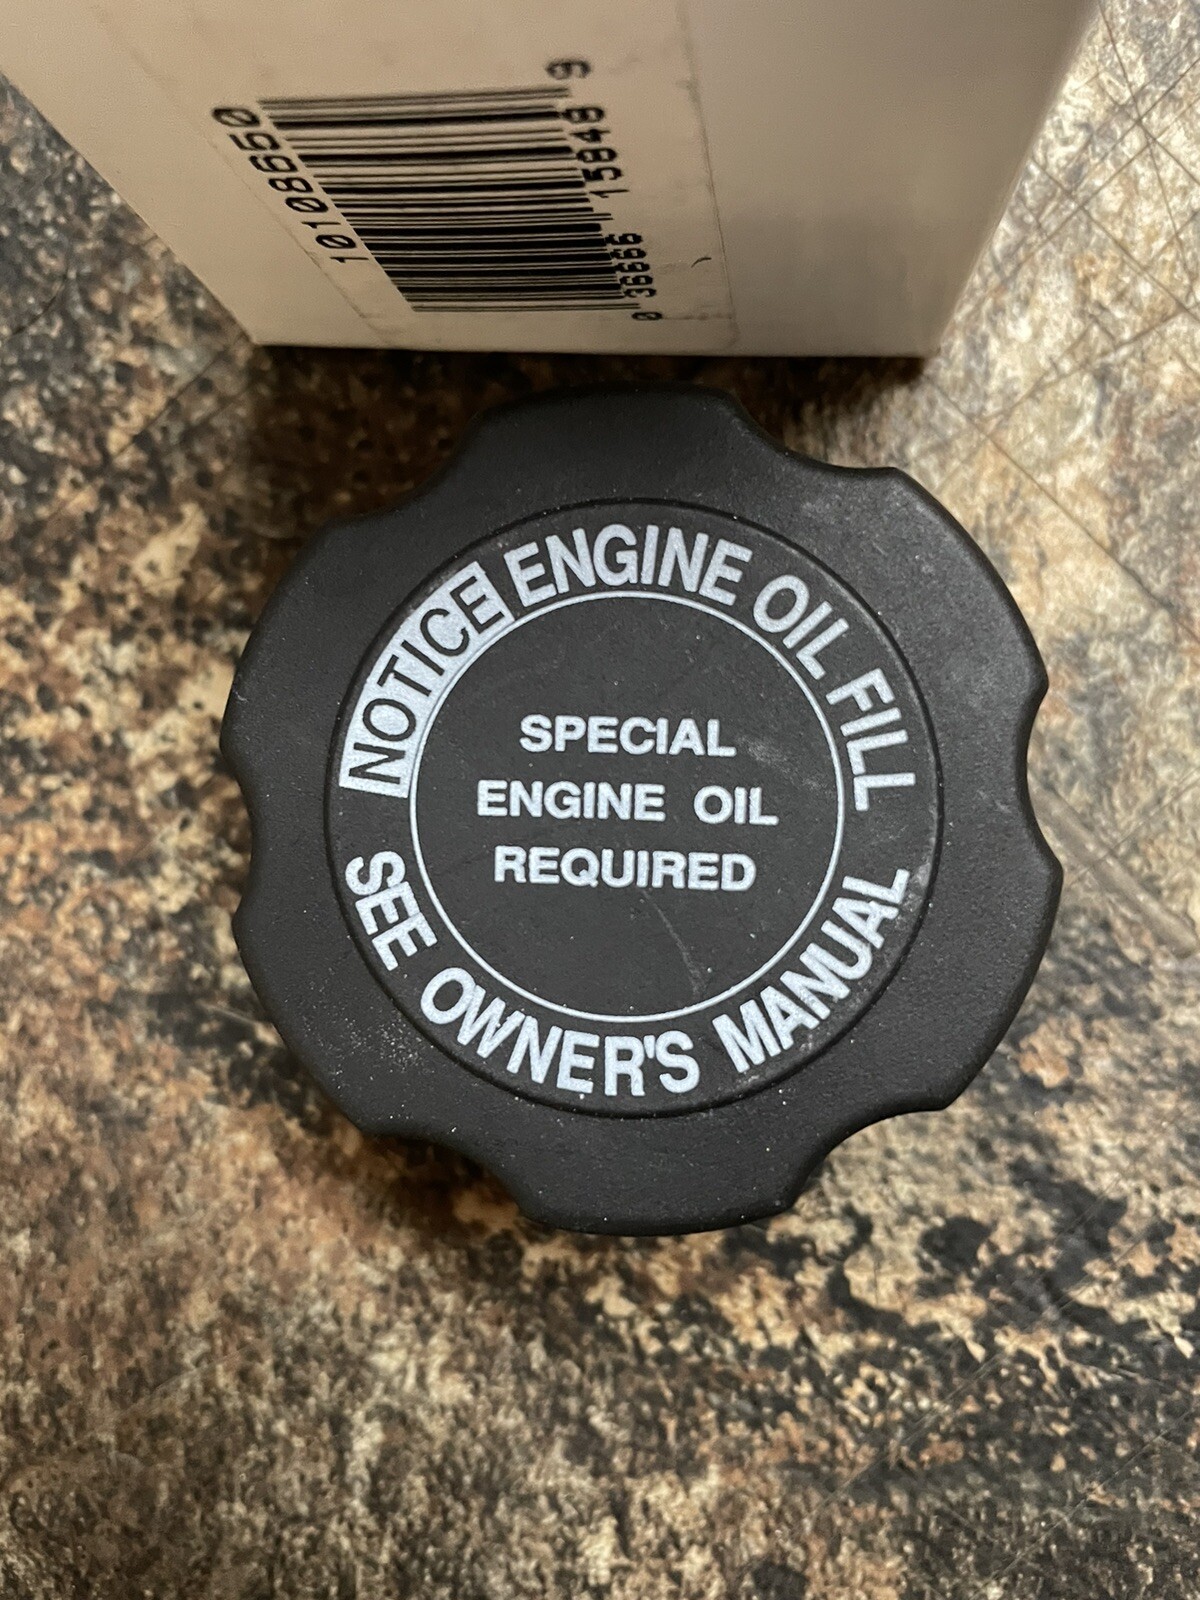 10108650
0 36666 15848 9
NOTICE ENGINE OIL FILL
SPECIAL
ENGINE OIL
REQUIRED
SEE OWNER'S MANUAL